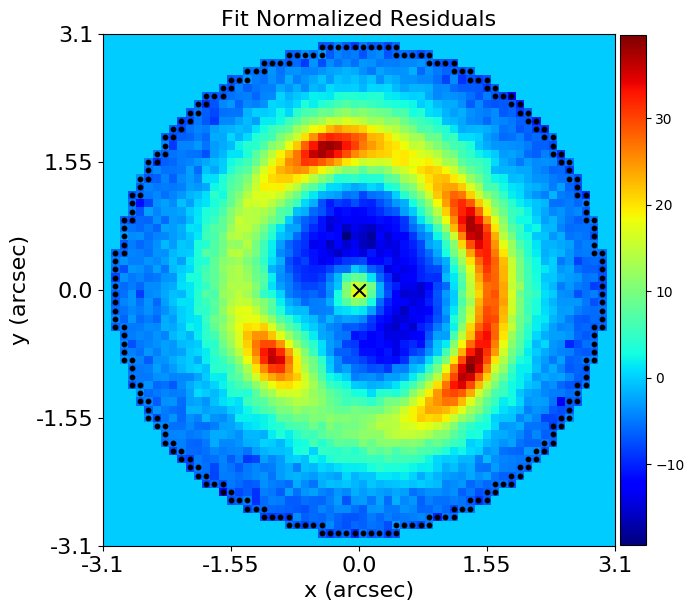 Fit Normalized Residuals
3.1
1.55
0.0
-1.55
-3.1
y (arcsec)
-3.1 -1.55 0.0 1.55 3.1
x (arcsec)
30
20
10
0
−10